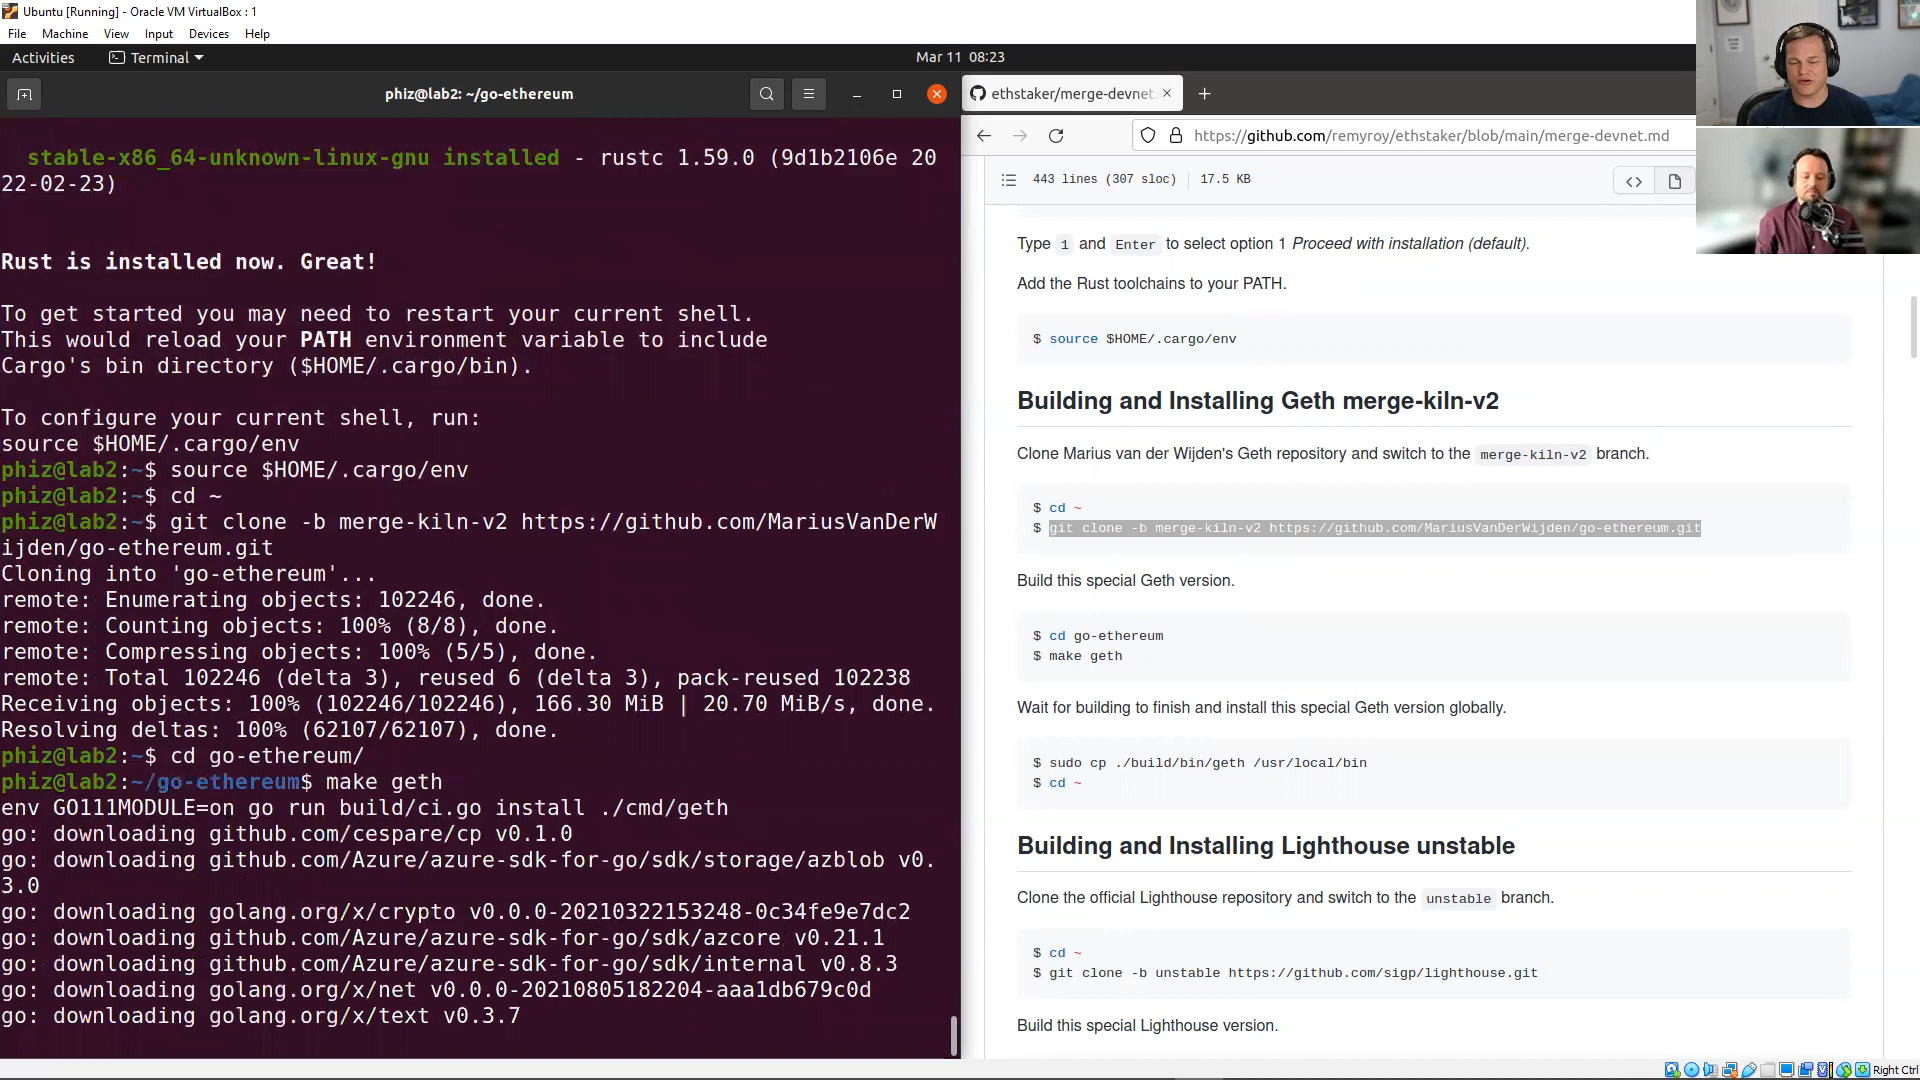 Ubuntu [Running] - Oracle VM VirtualBox : 1
File Machine View Input Devices Help
Activities Terminal Mar 11 08:23
phiz@lab2: ~/go-ethereum
stable-x86_64-unknown-linux-gnu installed - rustc 1.59.0 (9d1b2106e 20
22-02-23)
Rust is installed now. Great!
To get started you may need to restart your current shell.
This would reload your PATH environment variable to include
Cargo's bin directory ($HOME/.cargo/bin).
To configure your current shell, run:
source $HOME/.cargo/env
phiz@lab2:~$ source $HOME/.cargo/env
phiz@lab2:~$ cd ~
phiz@lab2:~$ git clone -b merge-kiln-v2 https://github.com/MariusVanDerW
ijden/go-ethereum.git
Cloning into 'go-ethereum'...
remote: Enumerating objects: 102246, done.
remote: Counting objects: 100% (8/8), done.
remote: Compressing objects: 100% (5/5), done.
remote: Total 102246 (delta 3), reused 6 (delta 3), pack-reused 102238
Receiving objects: 100% (102246/102246), 166.30 MiB | 20.70 MiB/s, done.
Resolving deltas: 100% (62107/62107), done.
phiz@lab2:~$ cd go-ethereum/
phiz@lab2:~/go-ethereum$ make geth
env GO111MODULE=on go run build/ci.go install ./cmd/geth
go: downloading github.com/cespare/cp v0.1.0
go: downloading github.com/Azure/azure-sdk-for-go/sdk/storage/azblob v0.
3.0
go: downloading golang.org/x/crypto v0.0.0-20210322153248-0c34fe9e7dc2
go: downloading github.com/Azure/azure-sdk-for-go/sdk/azcore v0.21.1
go: downloading github.com/Azure/azure-sdk-for-go/sdk/internal v0.8.3
go: downloading golang.org/x/net v0.0.0-20210805182204-aaa1db679c0d
go: downloading golang.org/x/text v0.3.7
ethstaker/merge-devnet.
https://github.com/remyroy/ethstaker/blob/main/merge-devnet.md
443 lines (307 sloc) 17.5 KB
Type 1 and Enter to select option 1 Proceed with installation (default).
Add the Rust toolchains to your PATH.
$ source $HOME/.cargo/env
Building and Installing Geth merge-kiln-v2
Clone Marius van der Wijden's Geth repository and switch to the merge-kiln-v2 branch.
$ cd ~
$ git clone -b merge-kiln-v2 https://github.com/MariusVanDerWijden/go-ethereum.git
Build this special Geth version.
$ cd go-ethereum
$ make geth
Wait for building to finish and install this special Geth version globally.
$ sudo cp ./build/bin/geth /usr/local/bin
$ cd ~
Building and Installing Lighthouse unstable
Clone the official Lighthouse repository and switch to the unstable branch.
$ cd ~
$ git clone -b unstable https://github.com/sigp/lighthouse.git
Build this special Lighthouse version.
Right Ctrl